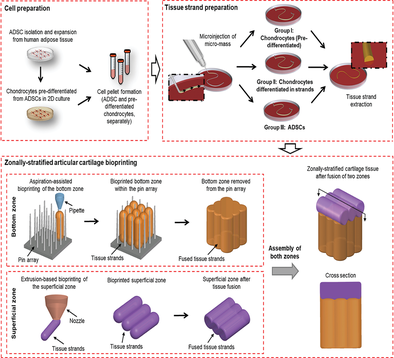 Cell preparation
ADSC isolation and expansion
from human adipose tissue
Chondrocytes pre-differentiated
from ADSCs in 2D culture
Cell pellet formation
(ADSC and pre-
differentiated
chondrocytes,
separately)
Tissue strand preparation
Microinjection
of micro-mass
Group I:
Chondrocytes (Pre-
differentiated)
Group II: Chondrocytes
differentiated in strands
Group III: ADSCs
Tissue strand
extraction
Zonally-stratified articular cartilage bioprinting
Bottom zone
Aspiration-assisted
bioprinting of the bottom zone
Pipette
Pin array
Bioprinted bottom zone
within the pin array
Tissue strands
Bottom zone removed
from the pin array
Fused tissue strands
Superficial zone
Extrusion-based bioprinting of
the superficial zone
Nozzle
Tissue strands
Bioprinted superficial zone
Tissue strands
Superficial zone after
tissue fusion
Fused tissue strands
Assembly of
both zones
Zonally-stratified cartilage tissue
after fusion of two zones
Cross section